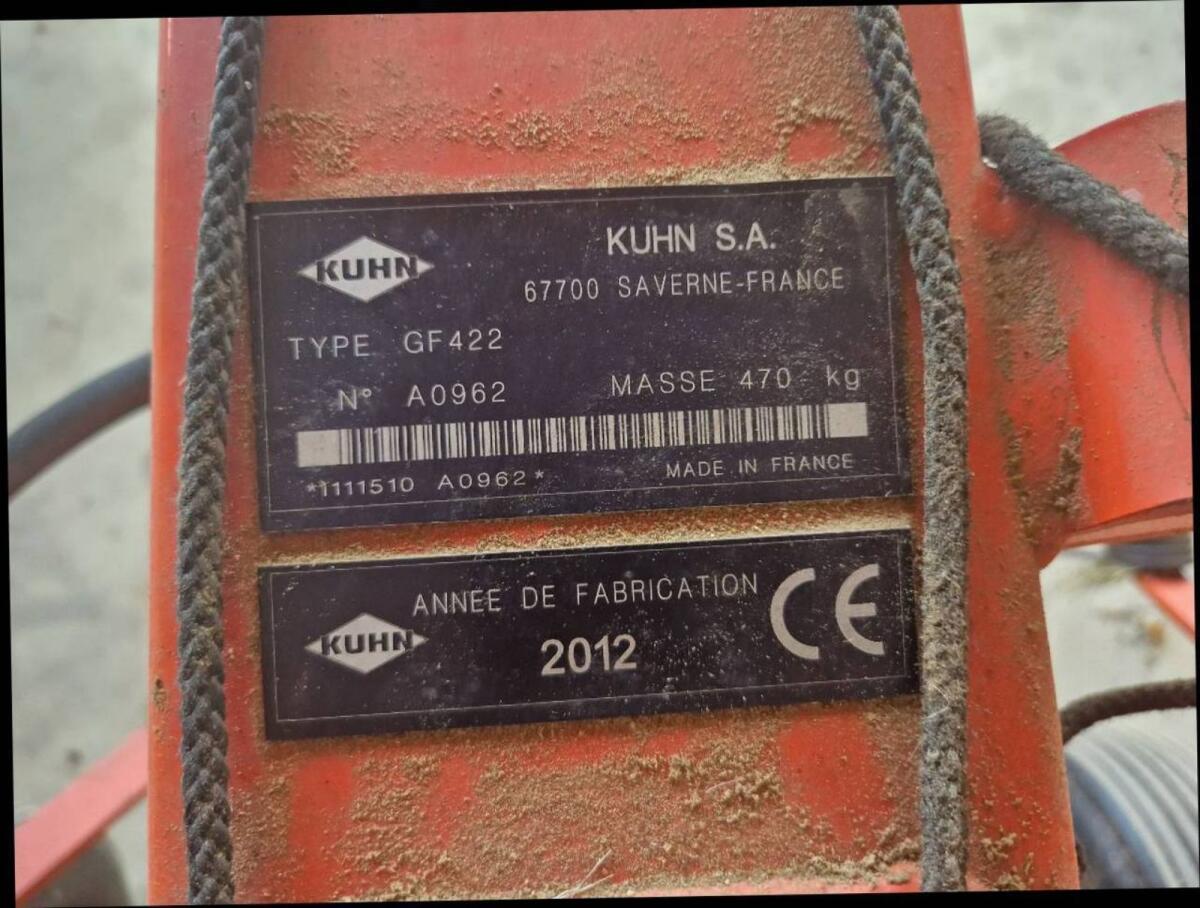 KUHN
KUHN S.A.
67700 SAVERNE-FRANCE
TYPE GF422
N° A0962 MASSE 470 kg
*1111510 A0962*
MADE IN FRANCE
KUHN
ANNEE DE FABRICATION
2012
CE